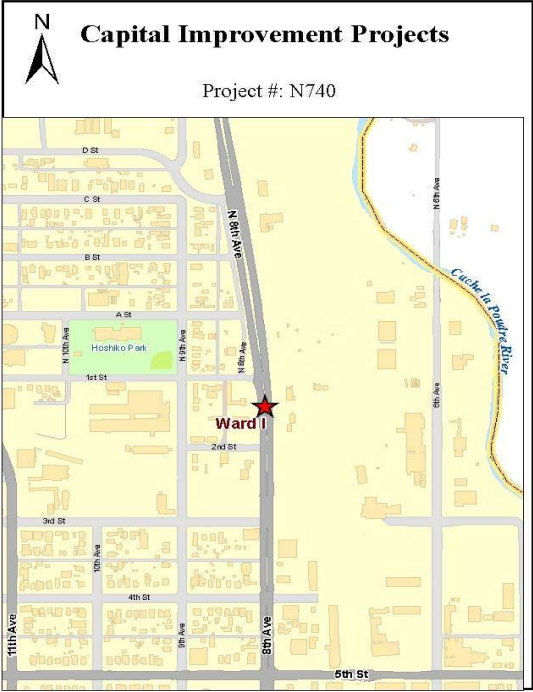 N
Capital Improvement Projects
Project #: N740
D St
C St
N 8th Ave
N 6th Ave
B St
Cache la Poudre River
A St
N 10th Ave
Hoshiko Park
N 9th Ave
N 8th Ave
1st St
6th Ave
Ward I
2nd St
3rd St
10th Ave
4th St
11th Ave
9th Ave
8th Ave
5th St